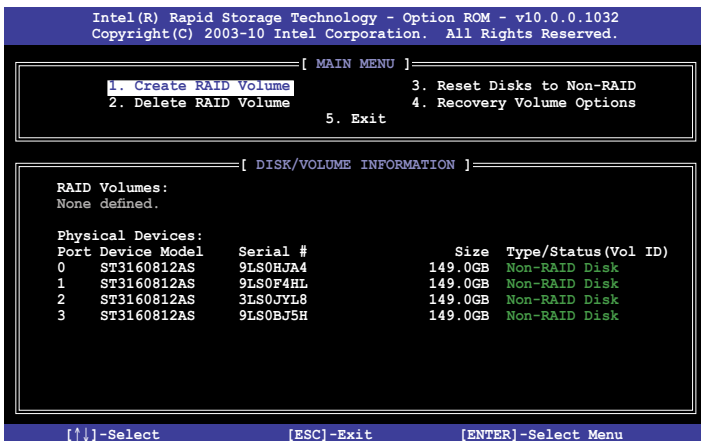 Intel(R) Rapid Storage Technology - Option ROM - v10.0.0.1032
Copyright(C) 2003-10 Intel Corporation. All Rights Reserved.
[ MAIN MENU ]
1. Create RAID Volume 3. Reset Disks to Non-RAID
2. Delete RAID Volume 4. Recovery Volume Options
5. Exit
[ DISK/VOLUME INFORMATION ]
RAID Volumes:
None defined.
Physical Devices:
Port Device Model Serial # Size Type/Status(Vol ID)
0 ST3160812AS 9LS0HJA4 149.0GB Non-RAID Disk
1 ST3160812AS 9LS0F4HL 149.0GB Non-RAID Disk
2 ST3160812AS 3LS0JYL8 149.0GB Non-RAID Disk
3 ST3160812AS 9LS0BJ5H 149.0GB Non-RAID Disk
[↑↓]-Select [ESC]-Exit [ENTER]-Select Menu